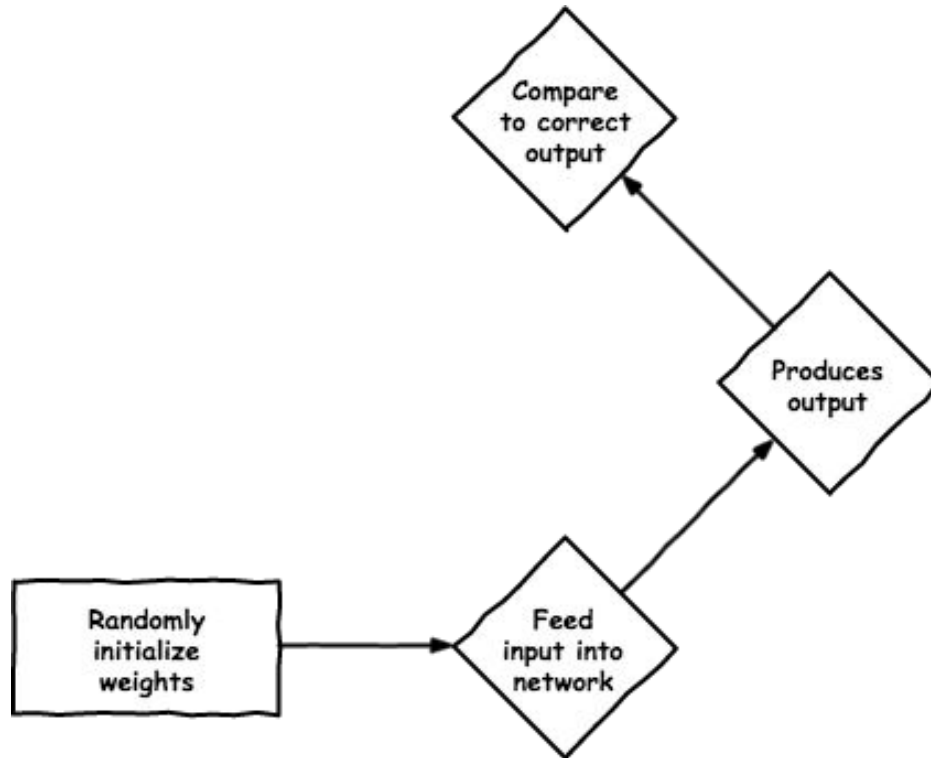 Compare
to correct
output
Produces
output
Randomly
initialize
weights
Feed
input into
network